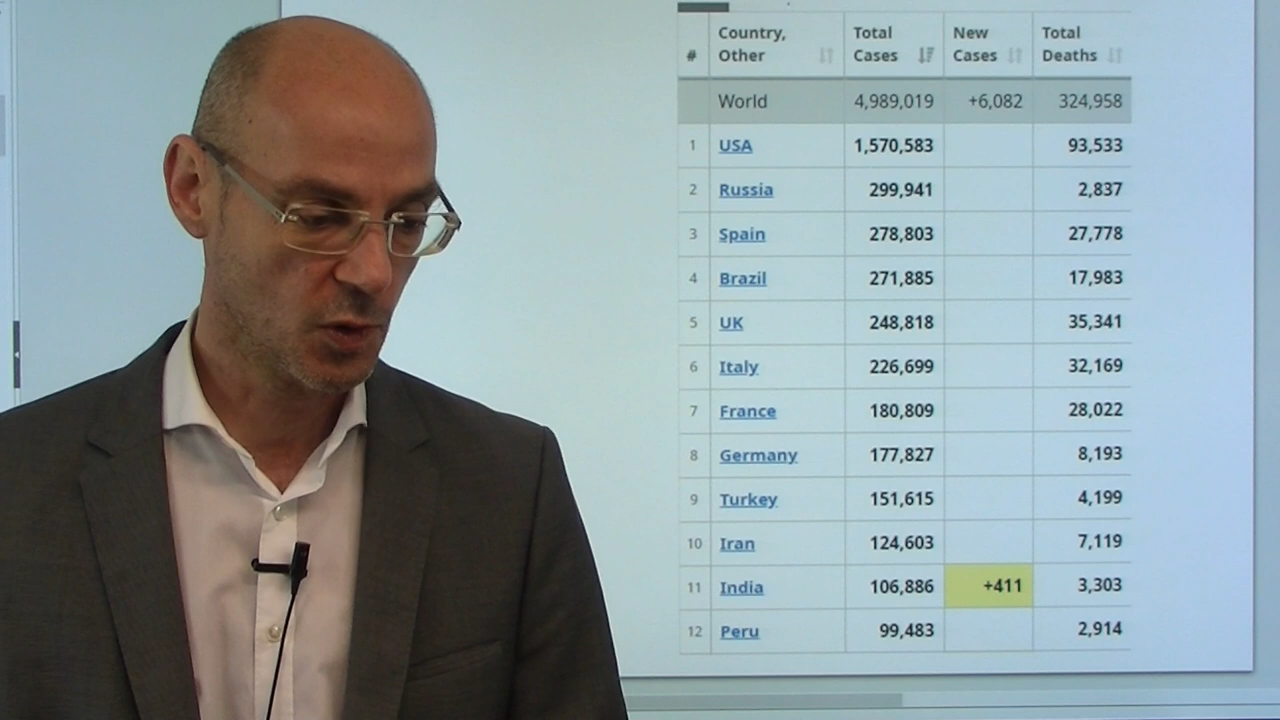 # Country, Other Total Cases New Cases Total Deaths
World 4,989,019 +6,082 324,958
1 USA 1,570,583 93,533
2 Russia 299,941 2,837
3 Spain 278,803 27,778
4 Brazil 271,885 17,983
5 UK 248,818 35,341
6 Italy 226,699 32,169
7 France 180,809 28,022
8 Germany 177,827 8,193
9 Turkey 151,615 4,199
10 Iran 124,603 7,119
11 India 106,886 +411 3,303
12 Peru 99,483 2,914